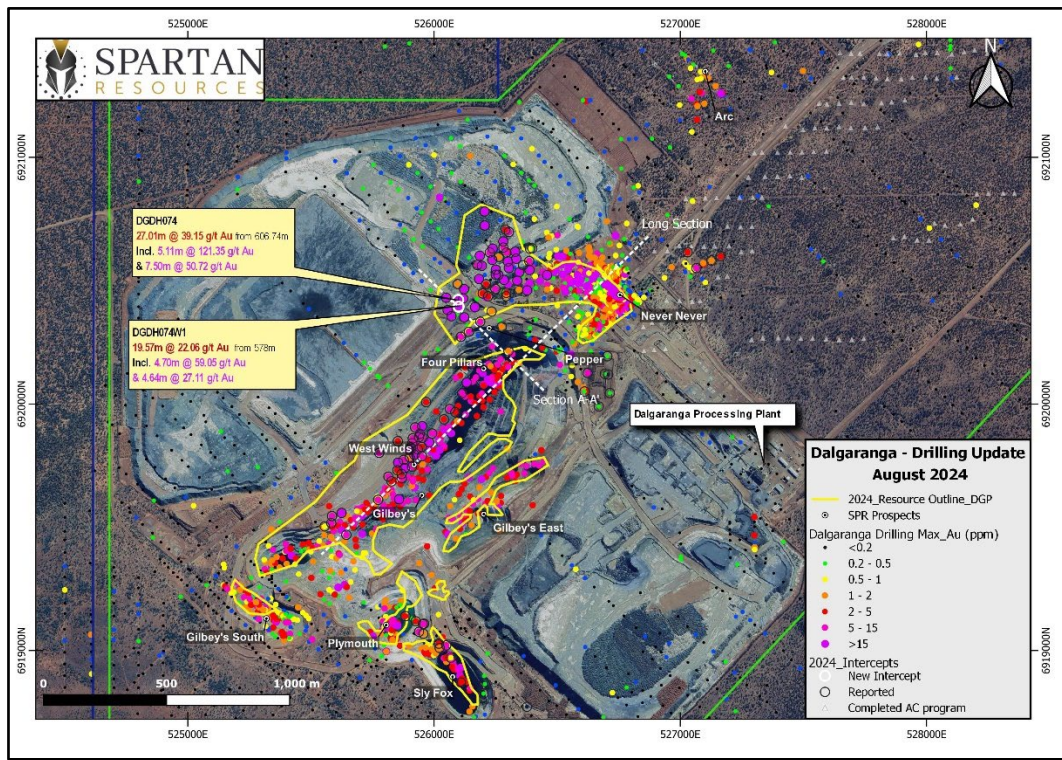 525000E
526000E
527000E
528000E
SPARTAN
RESOURCES
N
Arc
6921000N
6921000N
Long Section
DGDH074
27.01m @ 39.15 g/t Au from 606.74m
Incl. 5.11m @ 121.35 g/t Au
& 7.50m @ 50.72 g/t Au
Never Never
DGDH074W1
19.57m @ 22.06 g/t Au from 578m
Incl. 4.70m @ 59.05 g/t Au
& 4.64m @ 27.11 g/t Au
Four Pillars
Pepper
Section A-A'
6920000N
6920000N
Dalgaranga Processing Plant
West Winds
Gilbey's
Gilbey's East
Gilbey's South
Plymouth
Sly Fox
6919000N
6919000N
Dalgaranga - Drilling Update
August 2024
2024_Resource Outline_DGP
SPR Prospects
Dalgaranga Drilling Max_Au (ppm)
<0.2
0.2 - 0.5
0.5 - 1
1 - 2
2 - 5
5 - 15
>15
2024_Intercepts
New Intercept
Reported
Completed AC program
0 500 1,000 m
525000E
526000E
527000E
528000E